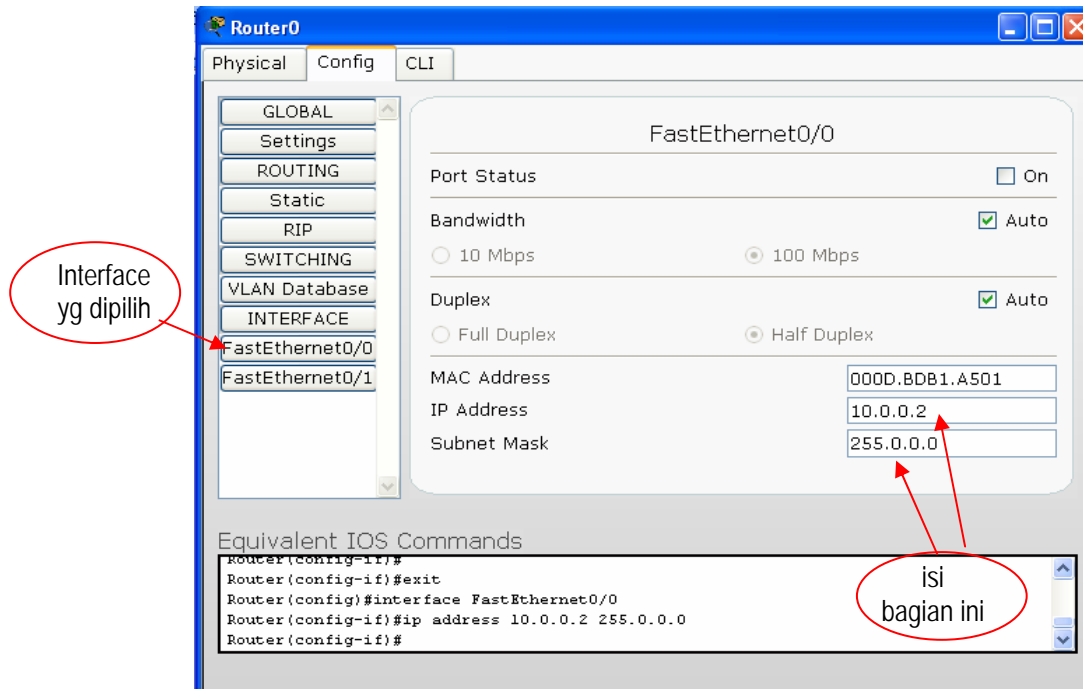 Router0
Physical Config CLI
GLOBAL
Settings
ROUTING
Static
RIP
SWITCHING
VLAN Database
INTERFACE
FastEthernet0/0
FastEthernet0/1
Interface
yg dipilih
FastEthernet0/0
Port Status On
Bandwidth Auto
10 Mbps 100 Mbps
Duplex Auto
Full Duplex Half Duplex
MAC Address 000D.BDB1.A501
IP Address 10.0.0.2
Subnet Mask 255.0.0.0
isi
bagian ini
Equivalent IOS Commands
Router(config-if)#
Router(config-if)#exit
Router(config)#interface FastEthernet0/0
Router(config-if)#ip address 10.0.0.2 255.0.0.0
Router(config-if)#